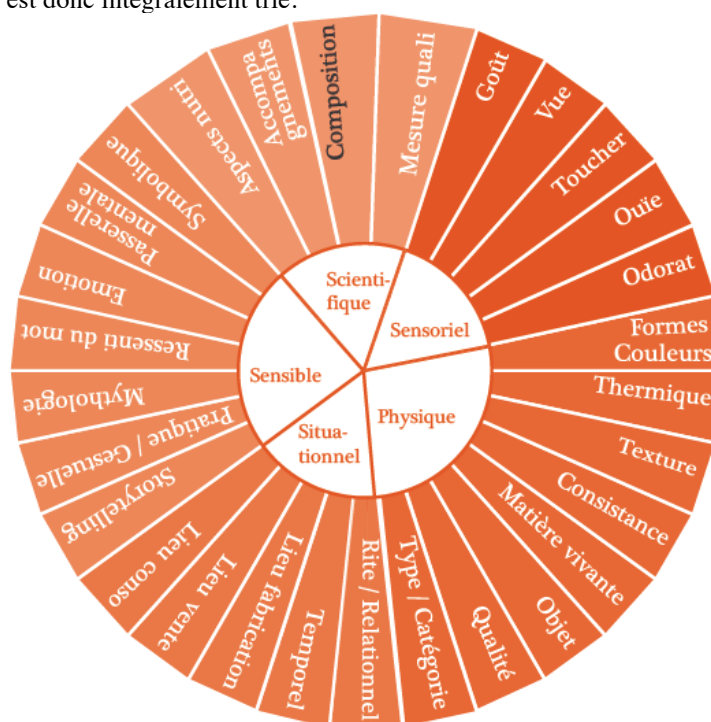 est donc intégralement trié.
Composition
Mesure quali
Goût
Vue
Toucher
Ouïe
Odorat
Formes
Couleurs
Thermique
Texture
Consistance
Matière vivante
Objet
Qualité
Type / Catégorie
Rite / Relationnel
Temporel
Lieu fabrication
Lieu vente
Lieu conso
Storytelling
Pratique / Gestuelle
Mythologie
Ressenti du mot
Emotion
Passerelle
mentale
Symbolique
Aspects nutri
Accompa
gnements
Scienti-
fique
Sensoriel
Physique
Situa-
tionnel
Sensible